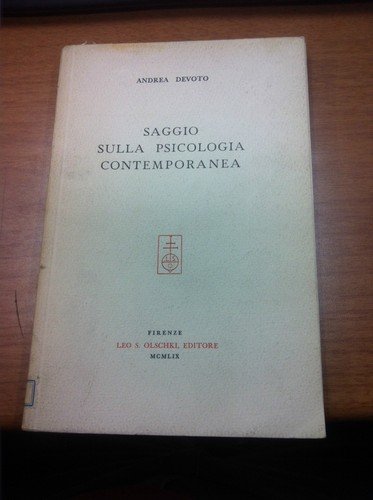 ANDREA DEVOTO
SAGGIO
SULLA PSICOLOGIA
CONTEMPORANEA
FIRENZE
LEO S. OLSCHKI, EDITORE
MCMLIX